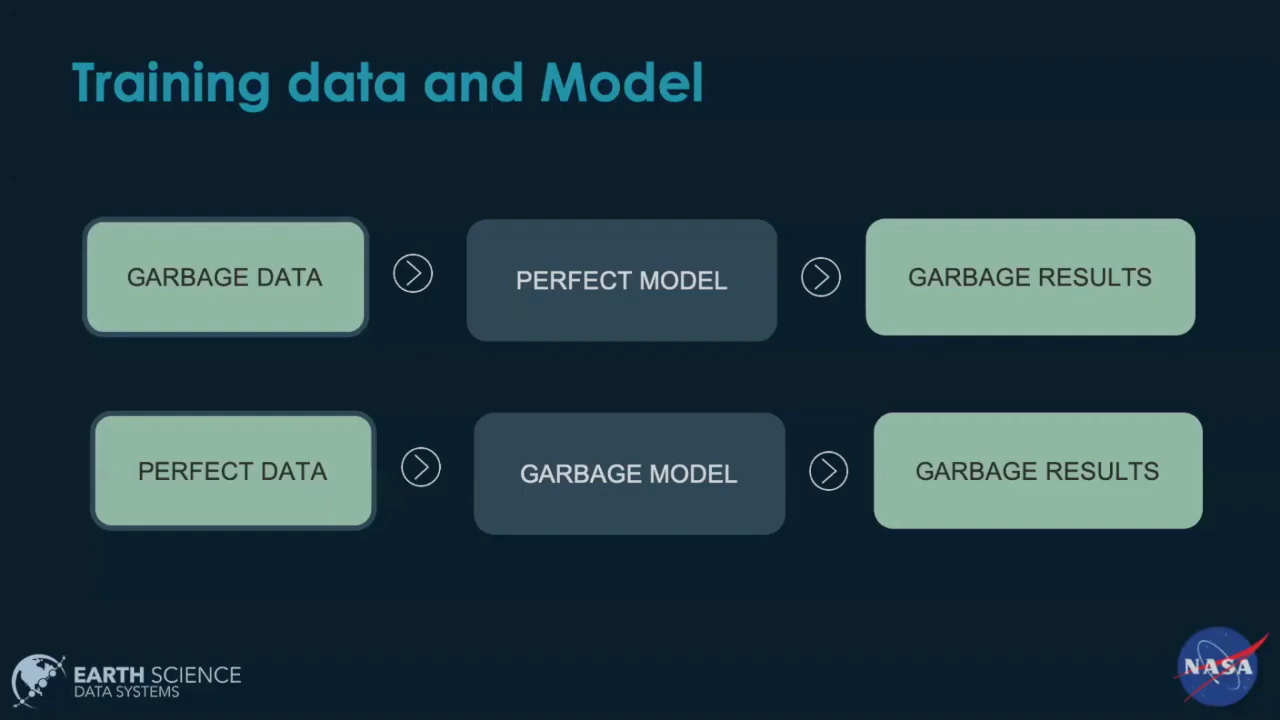 Training data and Model
GARBAGE DATA
PERFECT MODEL
GARBAGE RESULTS
PERFECT DATA
GARBAGE MODEL
GARBAGE RESULTS
EARTH SCIENCE
DATA SYSTEMS
NASA